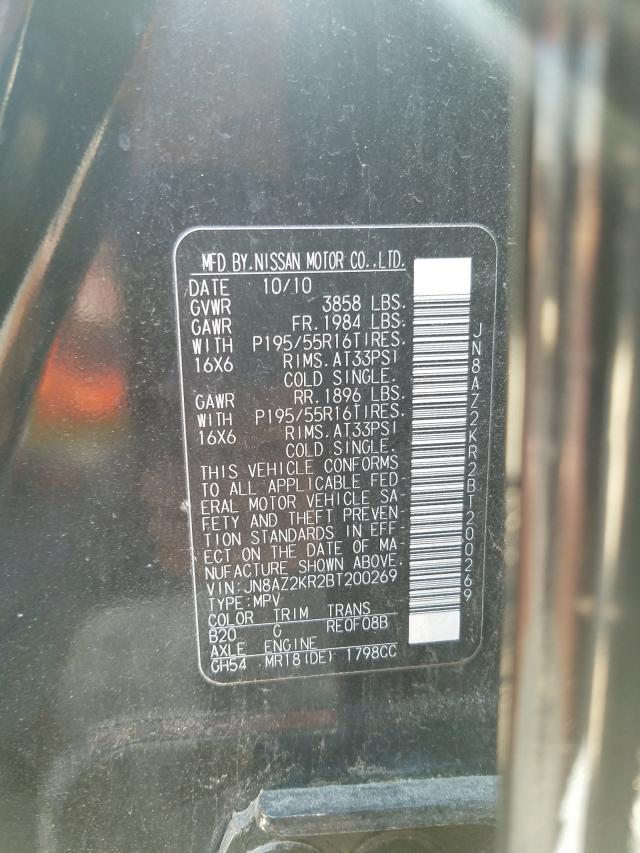 MFD BY.NISSAN MOTOR CO.,LTD.
DATE 10/10
GVWR 3858 LBS.
GAWR FR.1984 LBS.
WITH P195/55R16TIRES.
16X6 RIMS.AT33PSI
COLD SINGLE.
GAWR RR.1896 LBS.
WITH P195/55R16TIRES.
16X6 RIMS.AT33PSI
COLD SINGLE.
THIS VEHICLE CONFORMS
TO ALL APPLICABLE FED-
ERAL MOTOR VEHICLE SA-
FETY AND THEFT PREVEN
TION STANDARDS IN EFF-
ECT ON THE DATE OF MA-
NUFACTURE SHOWN ABOVE.
VIN:JN8AZ2KR2BT200269
TYPE:MPV
COLOR TRIM TRANS
B20 C RE0F08B
AXLE ENGINE
GH54 MR18(DE) 1798CC
JN8AZ2KR2BT200269